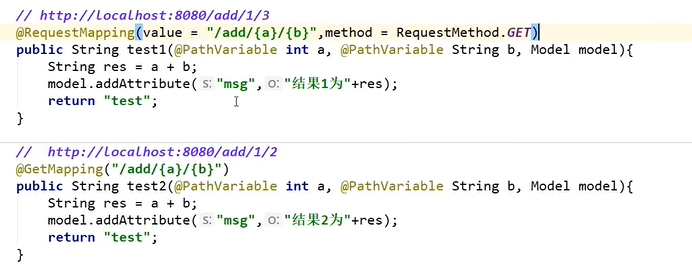 // http://localhost:8080/add/1/3
@RequestMapping(value = "/add/{a}/{b}",method = RequestMethod.GET)
public String test1(@PathVariable int a, @PathVariable String b, Model model){
String res = a + b;
model.addAttribute( s: "msg", o: "结果1为"+res);
return "test";
}
// http://localhost:8080/add/1/2
@GetMapping("/add/{a}/{b}")
public String test2(@PathVariable int a, @PathVariable String b, Model model){
String res = a + b;
model.addAttribute( s: "msg", o: "结果2为"+res);
return "test";
}